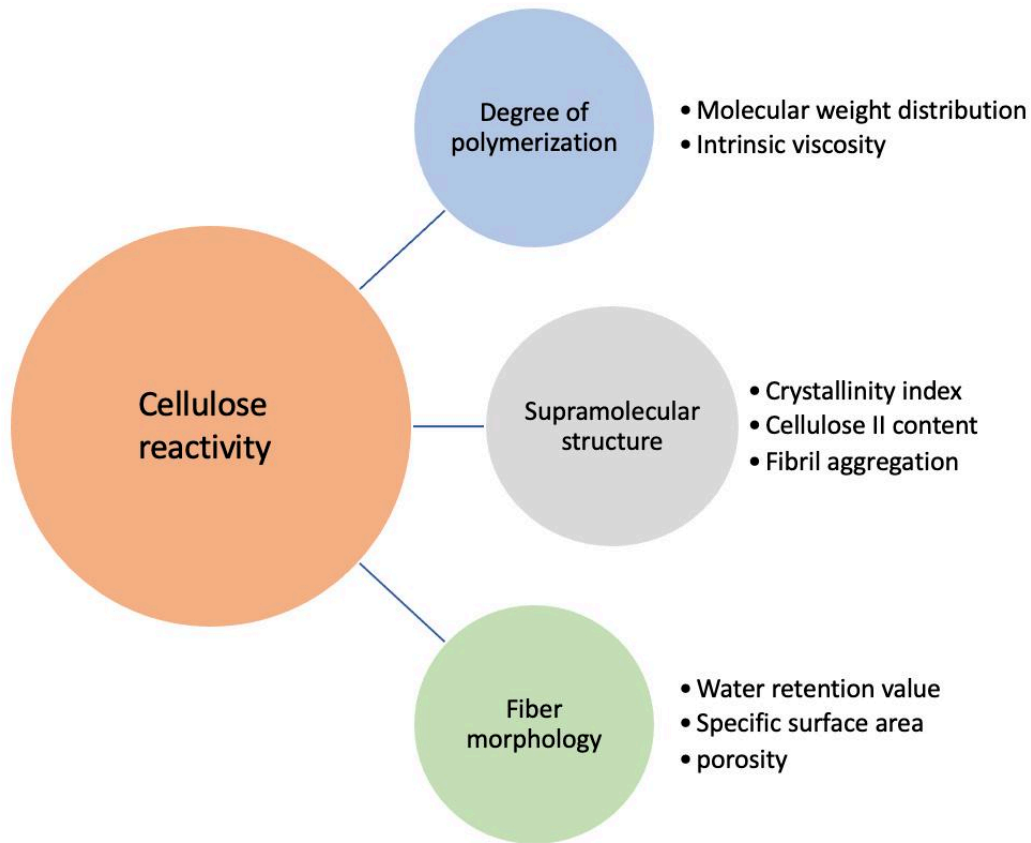 Degree of
polymerization
• Molecular weight distribution
• Intrinsic viscosity
Cellulose
reactivity
Supramolecular
structure
• Crystallinity index
• Cellulose II content
• Fibril aggregation
Fiber
morphology
• Water retention value
• Specific surface area
• porosity